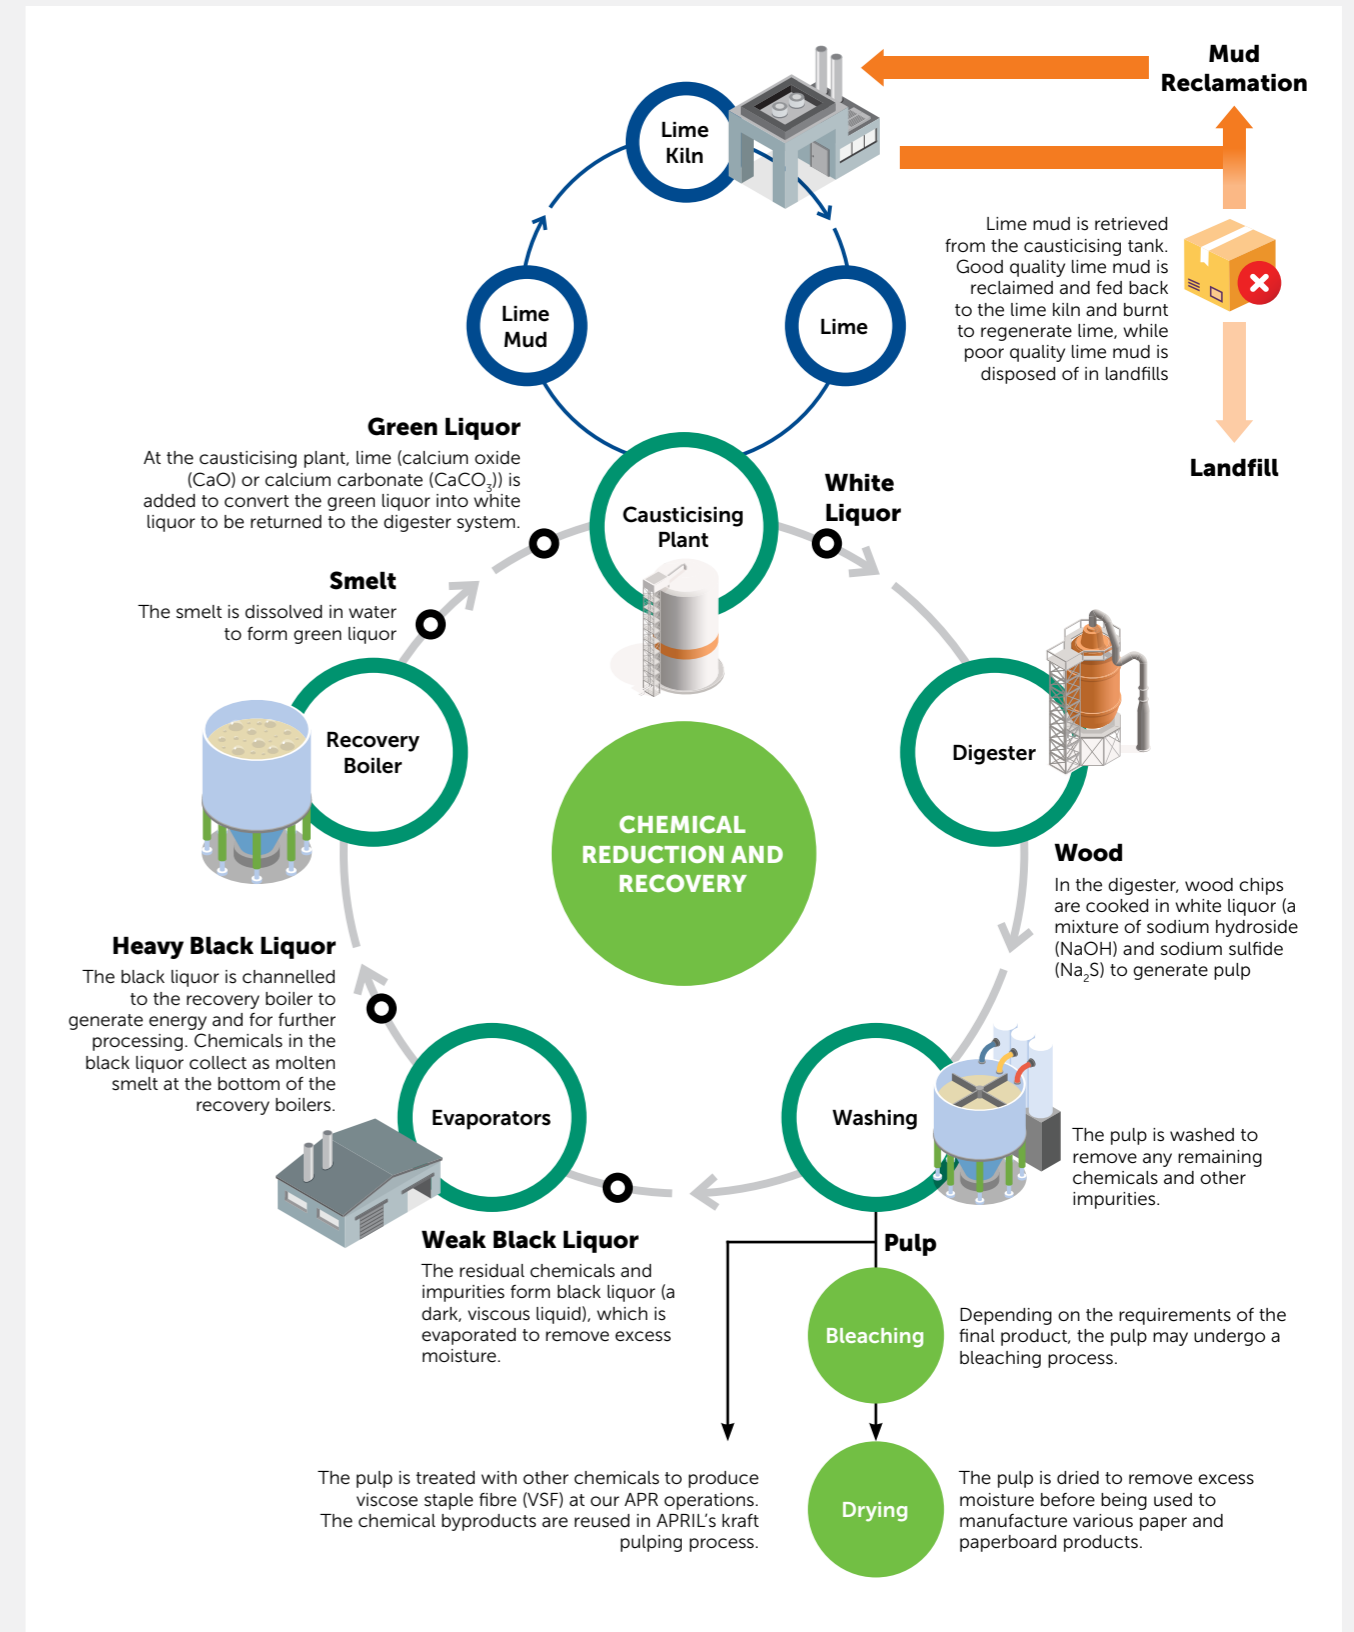 Mud
Reclamation
Lime
Kiln
Lime mud is retrieved
from the causticising tank.
Good quality lime mud is
reclaimed and fed back
to the lime kiln and burnt
to regenerate lime, while
poor quality lime mud is
disposed of in landfills
Lime
Mud
Lime
Landfill
Green Liquor
At the causticising plant, lime (calcium oxide
(CaO) or calcium carbonate (CaCO₃)) is
added to convert the green liquor into white
liquor to be returned to the digester system.
Causticising
Plant
White
Liquor
Smelt
The smelt is dissolved in water
to form green liquor
Recovery
Boiler
Digester
CHEMICAL
REDUCTION AND
RECOVERY
Wood
In the digester, wood chips
are cooked in white liquor (a
mixture of sodium hydroside
(NaOH) and sodium sulfide
(Na₂S) to generate pulp
Heavy Black Liquor
The black liquor is channelled
to the recovery boiler to
generate energy and for further
processing. Chemicals in the
black liquor collect as molten
smelt at the bottom of the
recovery boilers.
Evaporators
Washing
The pulp is washed to
remove any remaining
chemicals and other
impurities.
Weak Black Liquor
The residual chemicals and
impurities form black liquor (a
dark, viscous liquid), which is
evaporated to remove excess
moisture.
Pulp
Bleaching
Depending on the requirements of the
final product, the pulp may undergo a
bleaching process.
The pulp is treated with other chemicals to produce
viscose staple fibre (VSF) at our APR operations.
The chemical byproducts are reused in APRIL's kraft
pulping process.
Drying
The pulp is dried to remove excess
moisture before being used to
manufacture various paper and
paperboard products.